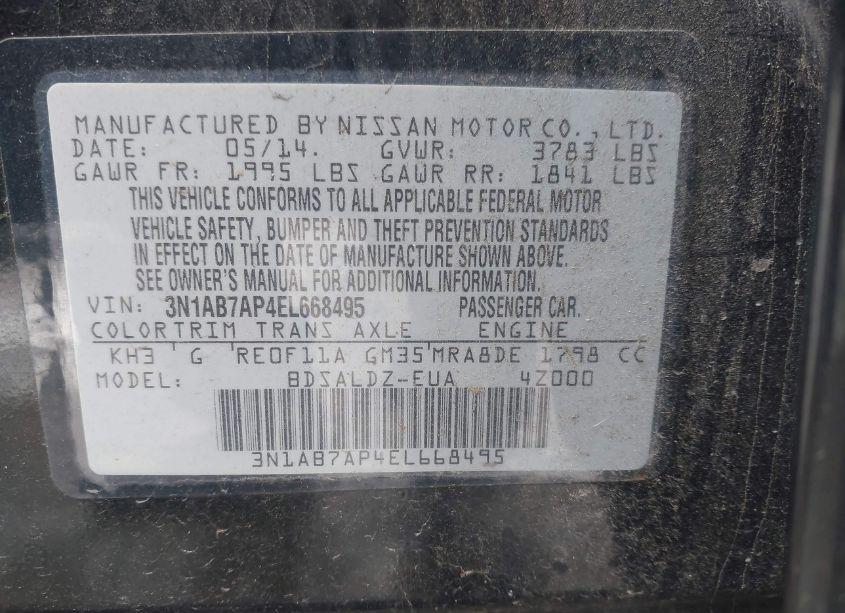 MANUFACTURED BY NISSAN MOTOR CO., LTD.
DATE: 05/14. GVWR: 3783 LBS
GAWR FR: 1995 LBS GAWR RR: 1841 LBS
THIS VEHICLE CONFORMS TO ALL APPLICABLE FEDERAL MOTOR
VEHICLE SAFETY, BUMPER AND THEFT PREVENTION STANDARDS
IN EFFECT ON THE DATE OF MANUFACTURE SHOWN ABOVE.
SEE OWNER'S MANUAL FOR ADDITIONAL INFORMATION.
VIN: 3N1AB7AP4EL668495 PASSENGER CAR.
COLOR TRIM TRANS AXLE ENGINE
KH3 G RE0F11A GM35 MRA8DE 1798 CC
MODEL: BDSALDZ-EUA 4Z000
3N1AB7AP4EL668495